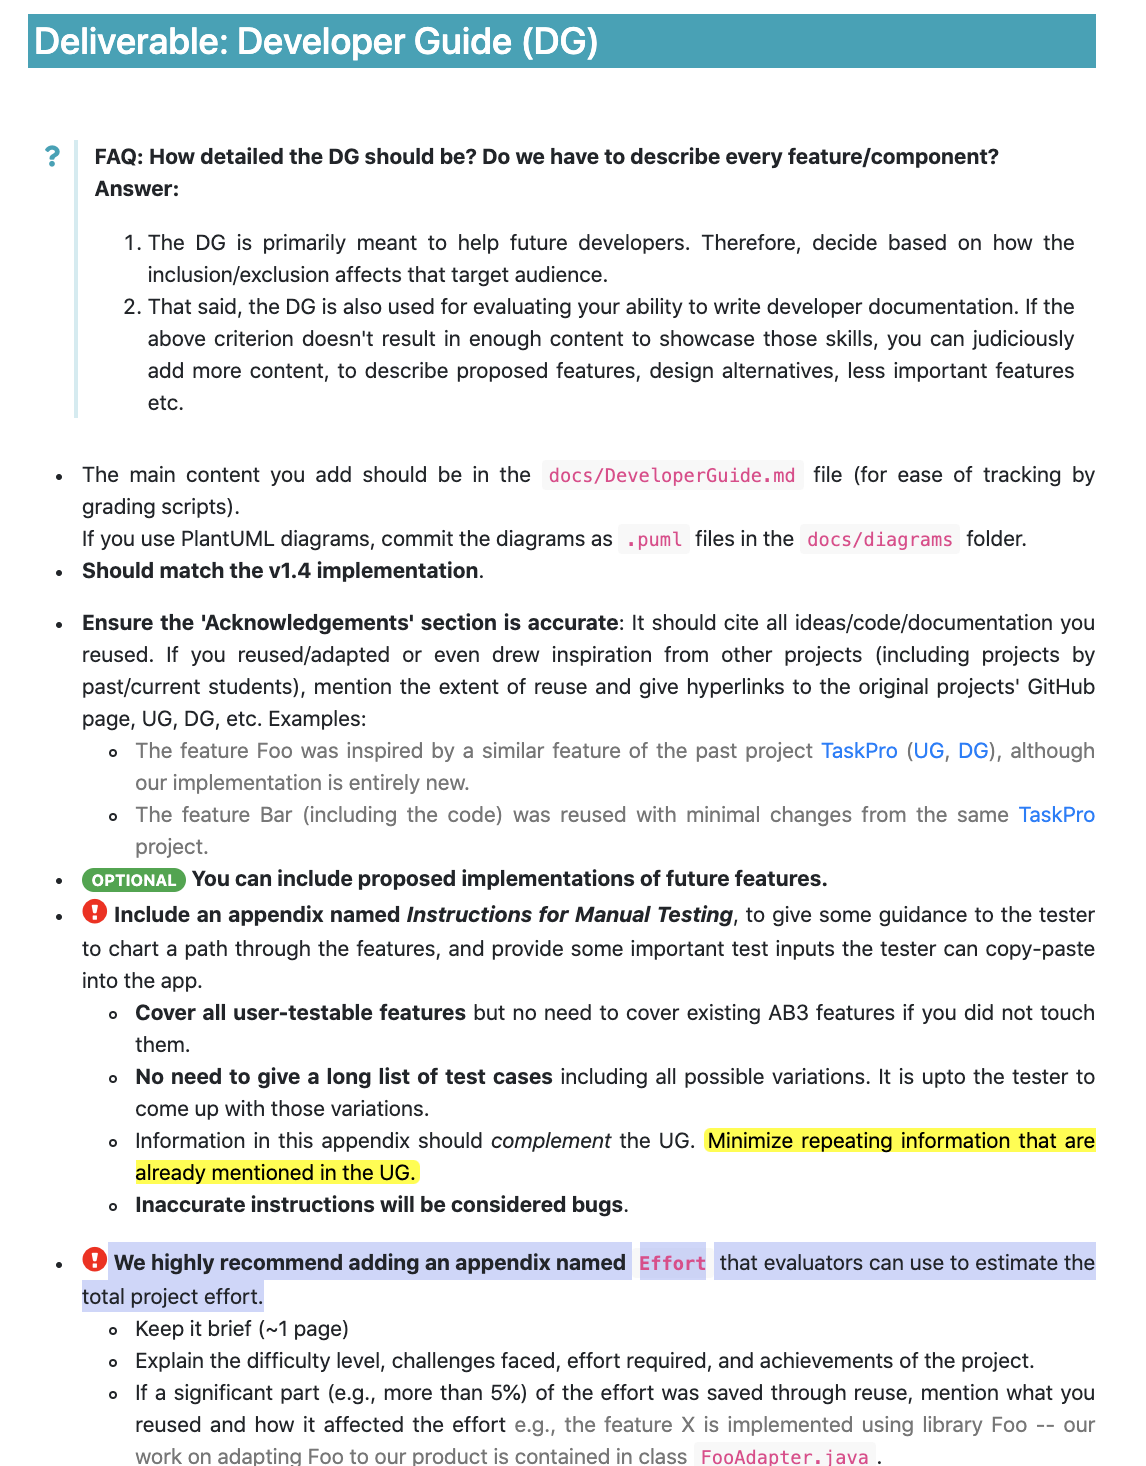 Deliverable: Developer Guide (DG)
? FAQ: How detailed the DG should be? Do we have to describe every feature/component?
Answer:
1. The DG is primarily meant to help future developers. Therefore, decide based on how the
inclusion/exclusion affects that target audience.
2. That said, the DG is also used for evaluating your ability to write developer documentation. If the
above criterion doesn't result in enough content to showcase those skills, you can judiciously
add more content, to describe proposed features, design alternatives, less important features
etc.
• The main content you add should be in the docs/DeveloperGuide.md file (for ease of tracking by
grading scripts).
If you use PlantUML diagrams, commit the diagrams as .puml files in the docs/diagrams folder.
• Should match the v1.4 implementation.
• Ensure the 'Acknowledgements' section is accurate: It should cite all ideas/code/documentation you
reused. If you reused/adapted or even drew inspiration from other projects (including projects by
past/current students), mention the extent of reuse and give hyperlinks to the original projects' GitHub
page, UG, DG, etc. Examples:
The feature Foo was inspired by a similar feature of the past project TaskPro (UG, DG), although
our implementation is entirely new.
The feature Bar (including the code) was reused with minimal changes from the same TaskPro
project.
• OPTIONAL You can include proposed implementations of future features.
• ! Include an appendix named Instructions for Manual Testing, to give some guidance to the tester
to chart a path through the features, and provide some important test inputs the tester can copy-paste
into the app.
Cover all user-testable features but no need to cover existing AB3 features if you did not touch
them.
No need to give a long list of test cases including all possible variations. It is upto the tester to
come up with those variations.
Information in this appendix should complement the UG. Minimize repeating information that are
already mentioned in the UG.
Inaccurate instructions will be considered bugs.
• ! We highly recommend adding an appendix named Effort that evaluators can use to estimate the
total project effort.
Keep it brief (~1 page)
Explain the difficulty level, challenges faced, effort required, and achievements of the project.
If a significant part (e.g., more than 5%) of the effort was saved through reuse, mention what you
reused and how it affected the effort e.g., the feature X is implemented using library Foo -- our
work on adapting Foo to our product is contained in class FooAdapter.java.